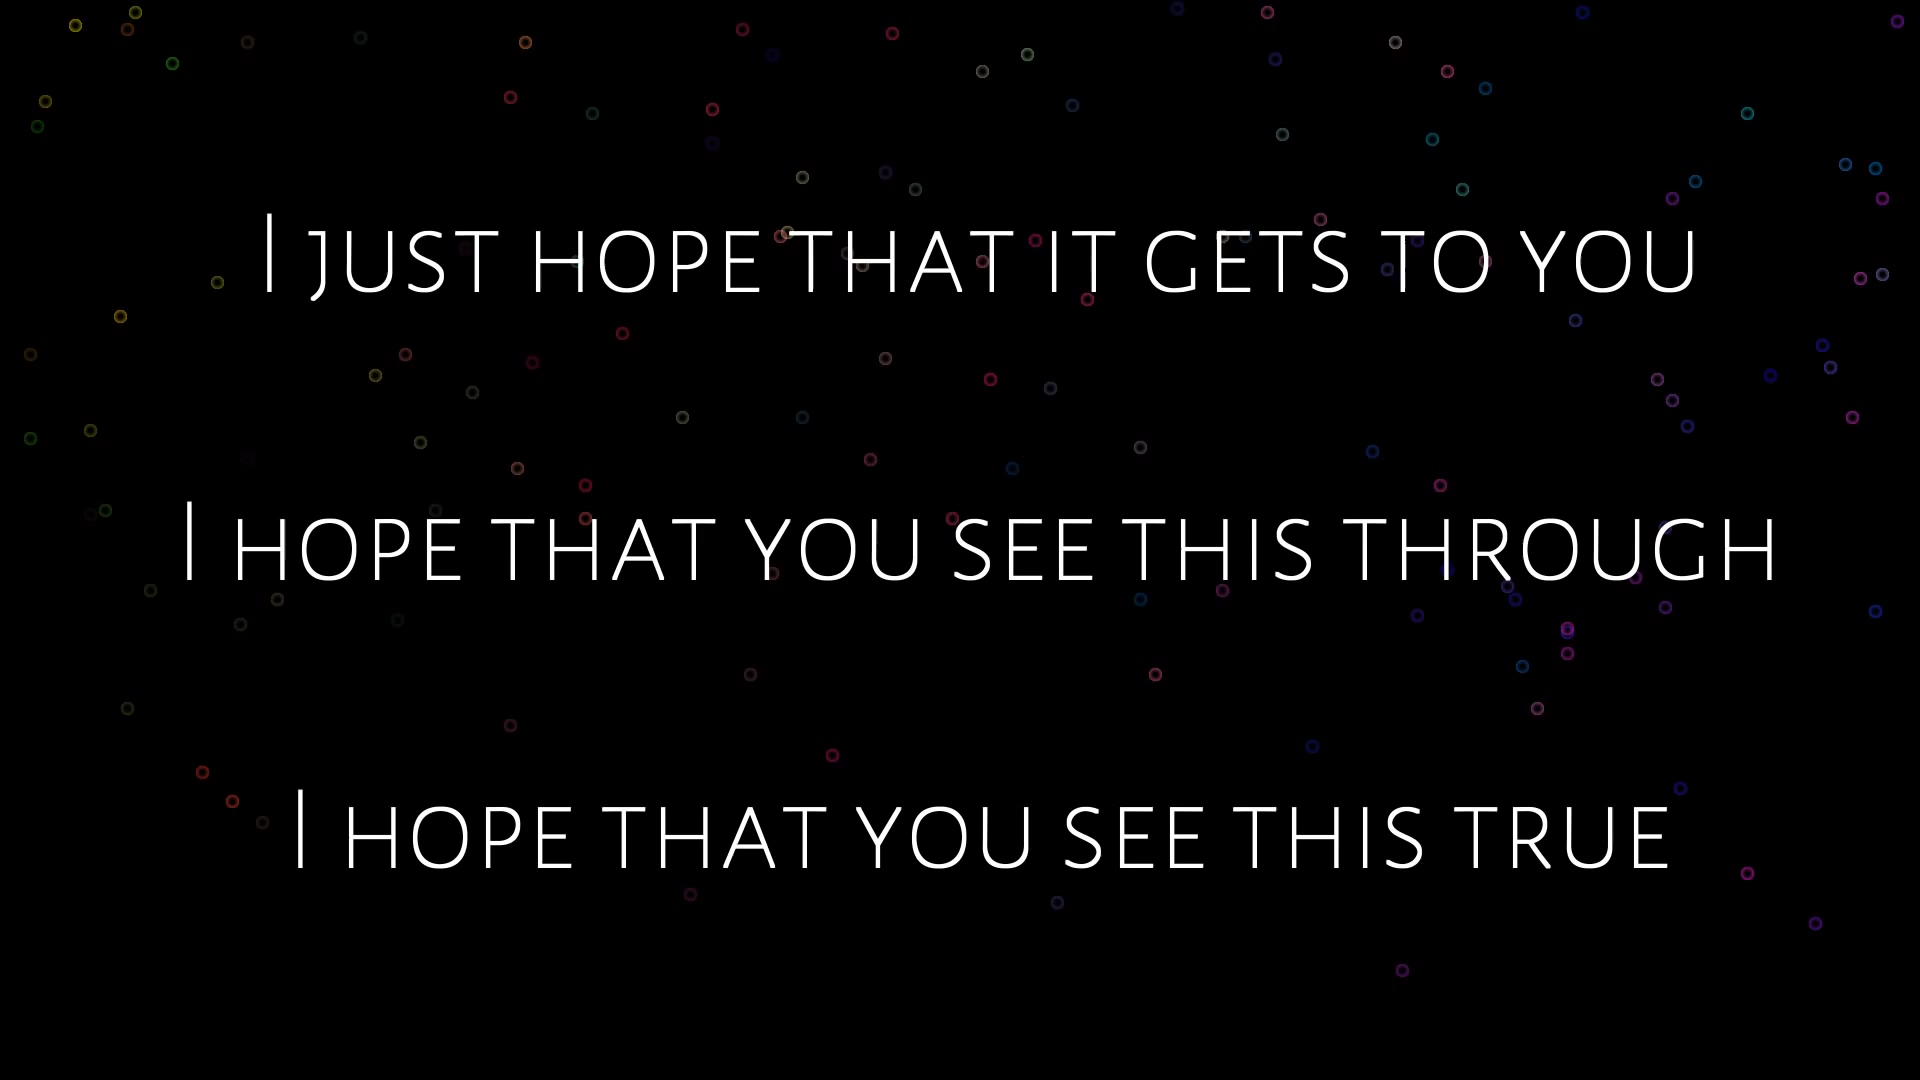 I just hope that it gets to you
I hope that you see this through
I hope that you see this true